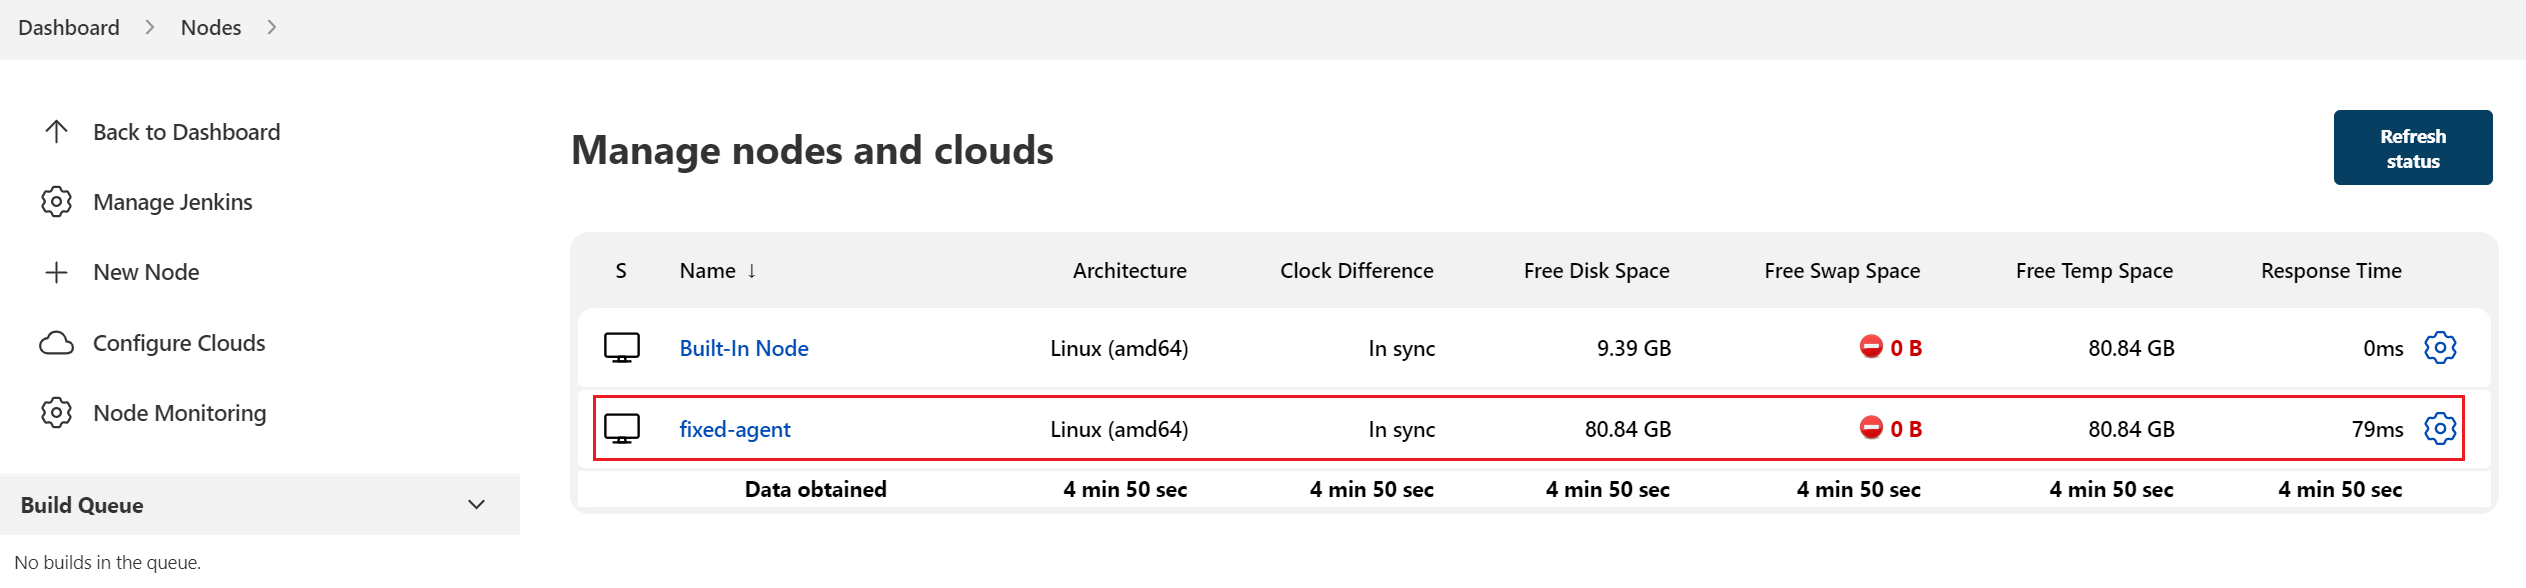 Dashboard Nodes
Back to Dashboard
Manage Jenkins
New Node
Configure Clouds
Node Monitoring
Build Queue
No builds in the queue.
Manage nodes and clouds
Refresh
status
S Name ↓ Architecture Clock Difference Free Disk Space Free Swap Space Free Temp Space Response Time
Built-In Node Linux (amd64) In sync 9.39 GB 0 B 80.84 GB 0ms
fixed-agent Linux (amd64) In sync 80.84 GB 0 B 80.84 GB 79ms
Data obtained 4 min 50 sec 4 min 50 sec 4 min 50 sec 4 min 50 sec 4 min 50 sec 4 min 50 sec